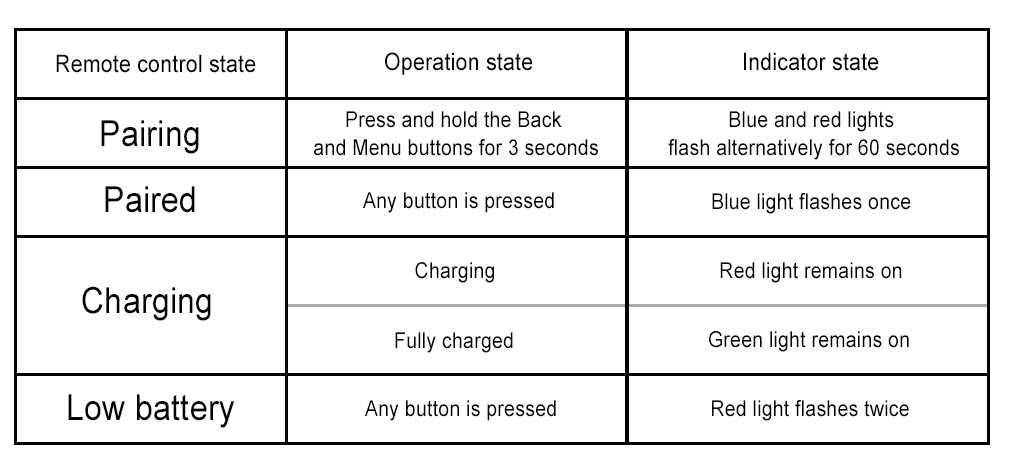 Remote control state
Operation state
Indicator state
Pairing
Press and hold the Back
and Menu buttons for 3 seconds
Blue and red lights
flash alternatively for 60 seconds
Paired
Any button is pressed
Blue light flashes once
Charging
Charging
Red light remains on
Fully charged
Green light remains on
Low battery
Any button is pressed
Red light flashes twice